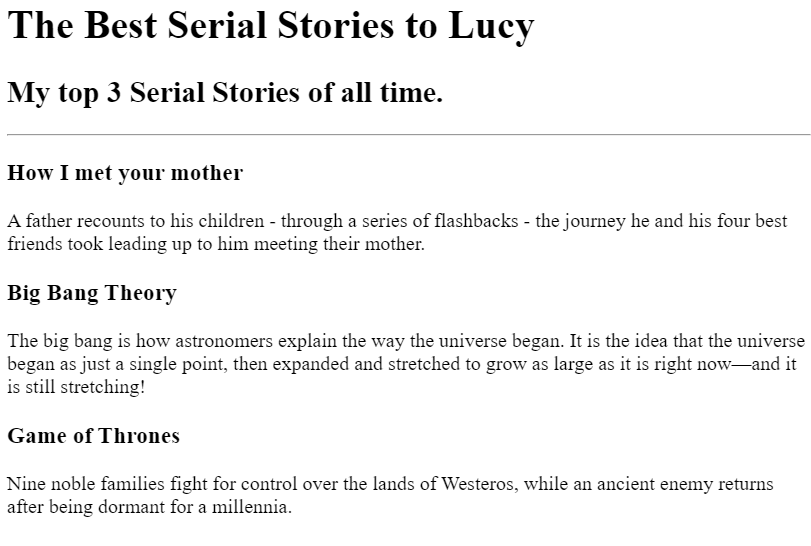 The Best Serial Stories to Lucy
My top 3 Serial Stories of all time.
How I met your mother
A father recounts to his children - through a series of flashbacks - the journey he and his four best
friends took leading up to him meeting their mother.
Big Bang Theory
The big bang is how astronomers explain the way the universe began. It is the idea that the universe
began as just a single point, then expanded and stretched to grow as large as it is right now—and it
is still stretching!
Game of Thrones
Nine noble families fight for control over the lands of Westeros, while an ancient enemy returns
after being dormant for a millennia.